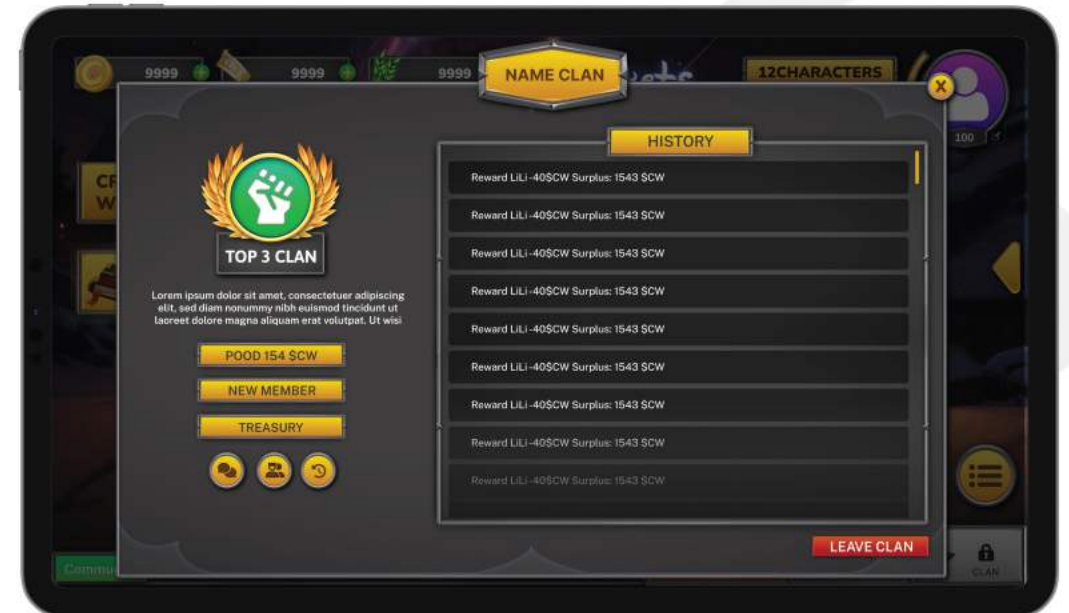 9999
9999
9999
NAME CLAN
12CHARACTERS
X
100
HISTORY
Reward LiLi -40$CW Surplus: 1543 $CW
Reward LiLi -40$CW Surplus: 1543 $CW
Reward LiLi -40$CW Surplus: 1543 $CW
Reward LiLi -40$CW Surplus: 1543 $CW
Reward LiLi -40$CW Surplus: 1543 $CW
Reward LiLi -40$CW Surplus: 1543 $CW
Reward LiLi -40$CW Surplus: 1543 $CW
Reward LiLi -40$CW Surplus: 1543 $CW
Reward LiLi -40$CW Surplus: 1543 $CW
TOP 3 CLAN
Lorem ipsum dolor sit amet, consectetuer adipiscing
elit, sed diam nonummy nibh euismod tincidunt ut
laoreet dolore magna aliquam erat volutpat. Ut wisi
POOD 154 $CW
NEW MEMBER
TREASURY
LEAVE CLAN
CLAN